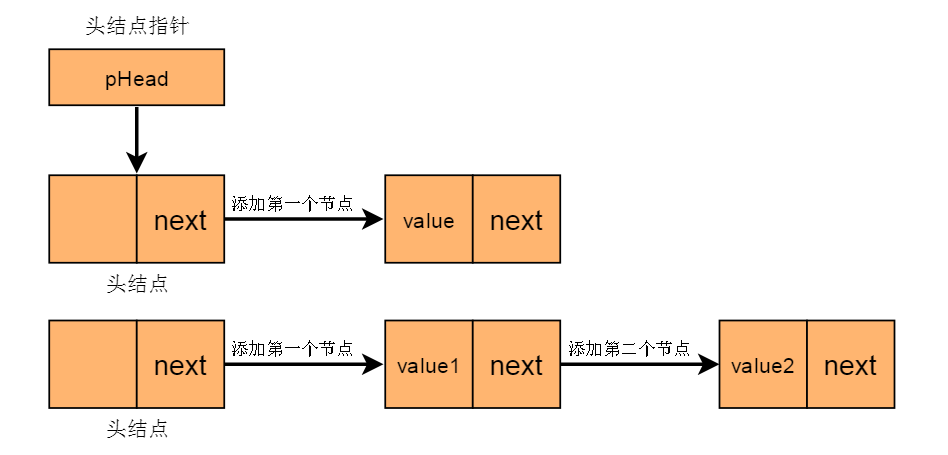 头结点指针
pHead
next
添加第一个节点
value
next
头结点
next
添加第一个节点
value1
next
添加第二个节点
value2
next
头结点